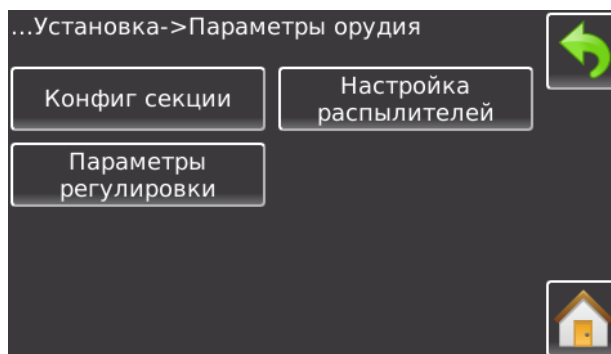 ...Установка->Параметры орудия
Конфиг секции
Настройка
распылителей
Параметры
регулировки